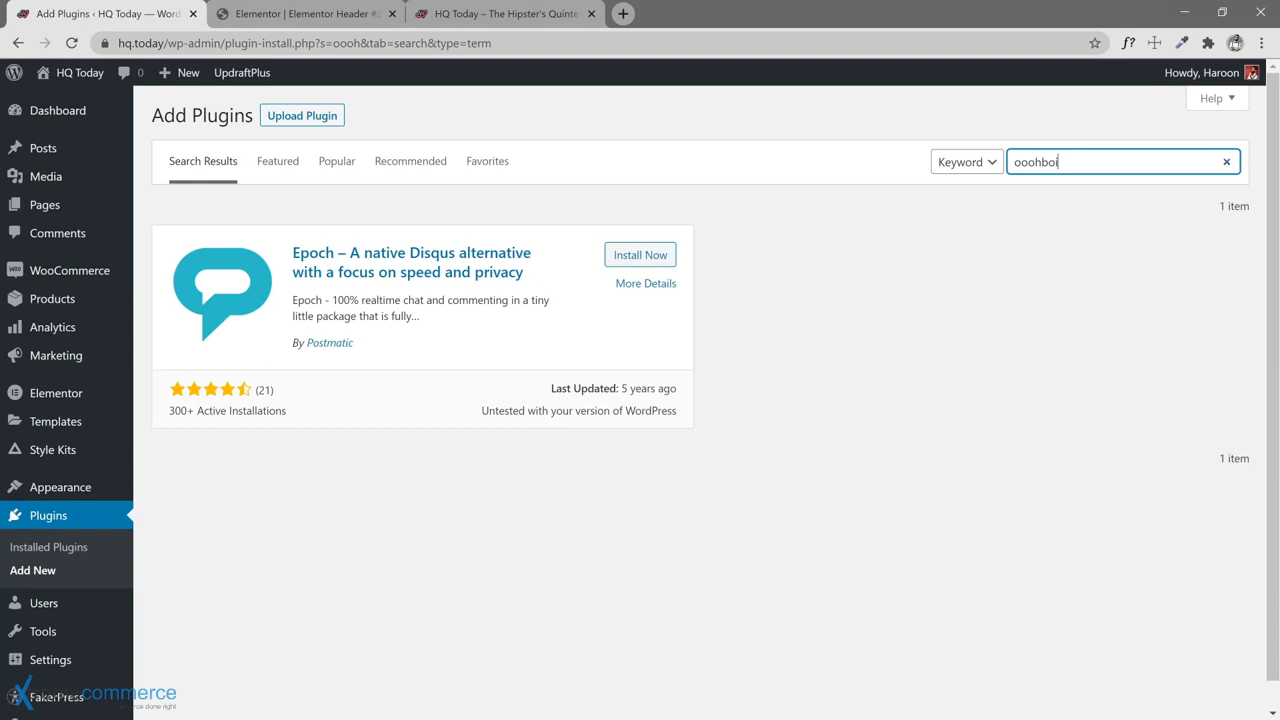 Add Plugins ‹ HQ Today — Word
Elementor | Elementor Header #2
HQ Today – The Hipster's Quinte
hq.today/wp-admin/plugin-install.php?s=oooh&tab=search&type=term
HQ Today
0
New
UpdraftPlus
Howdy, Haroon
Dashboard
Posts
Media
Pages
Comments
WooCommerce
Products
Analytics
Marketing
Elementor
Templates
Style Kits
Appearance
Plugins
Installed Plugins
Add New
Users
Tools
Settings
FakerPress
commerce
Add Plugins
Upload Plugin
Help
Search Results
Featured
Popular
Recommended
Favorites
Keyword
ooohboi
1 item
Epoch – A native Disqus alternative
with a focus on speed and privacy
Install Now
More Details
Epoch - 100% realtime chat and commenting in a tiny
little package that is fully...
By Postmatic
(21)
Last Updated: 5 years ago
300+ Active Installations
Untested with your version of WordPress
1 item